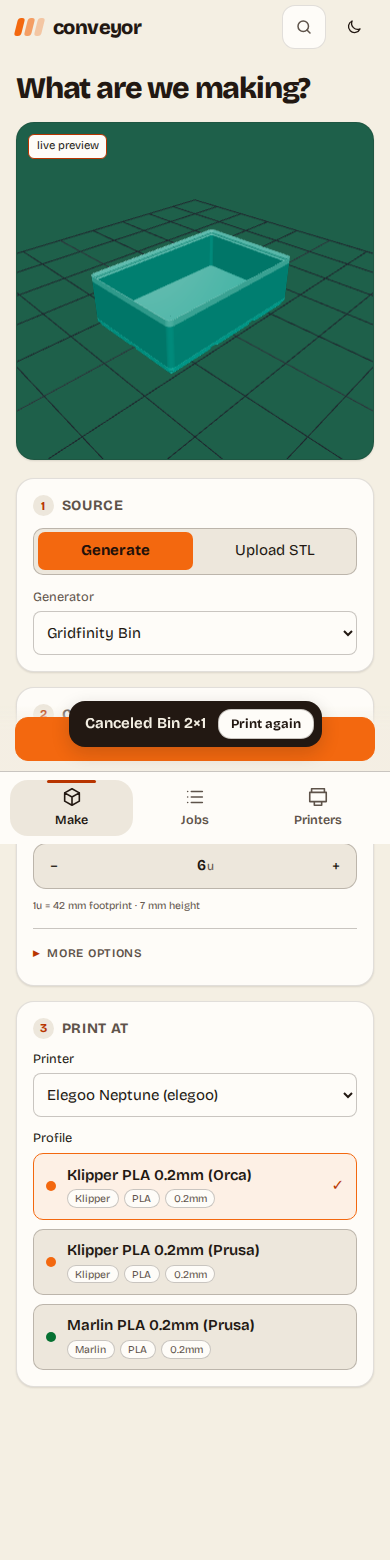 conveyor
What are we making?
live preview
1 SOURCE
Generate Upload STL
Generator
Gridfinity Bin
2
Canceled Bin 2×1 Print again
Make Jobs Printers
− 6u +
1u = 42 mm footprint · 7 mm height
▶ MORE OPTIONS
3 PRINT AT
Printer
Elegoo Neptune (elegoo)
Profile
Klipper PLA 0.2mm (Orca) ✓
Klipper PLA 0.2mm
Klipper PLA 0.2mm (Prusa)
Klipper PLA 0.2mm
Marlin PLA 0.2mm (Prusa)
Marlin PLA 0.2mm